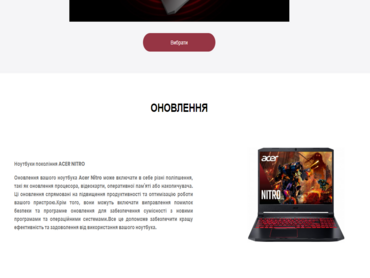 Вибрати
ОНОВЛЕННЯ
Ноутбуки покоління ACER NITRO
Оновлення вашого ноутбука Acer Nitro може включати в себе різні поліпшення,
такі як оновлення процесора, відеокарти, оперативної пам'яті або накопичувача.
Ці оновлення спрямовані на підвищення продуктивності та оптимізацію роботи
вашого пристрою.Крім того, вони можуть включати виправлення помилок
безпеки та програмне оновлення для забезпечення сумісності з новими
програмами та операційними системами.Все це допоможе забезпечити кращу
ефективність та задоволення від використання вашого ноутбука.
acer
NITRO